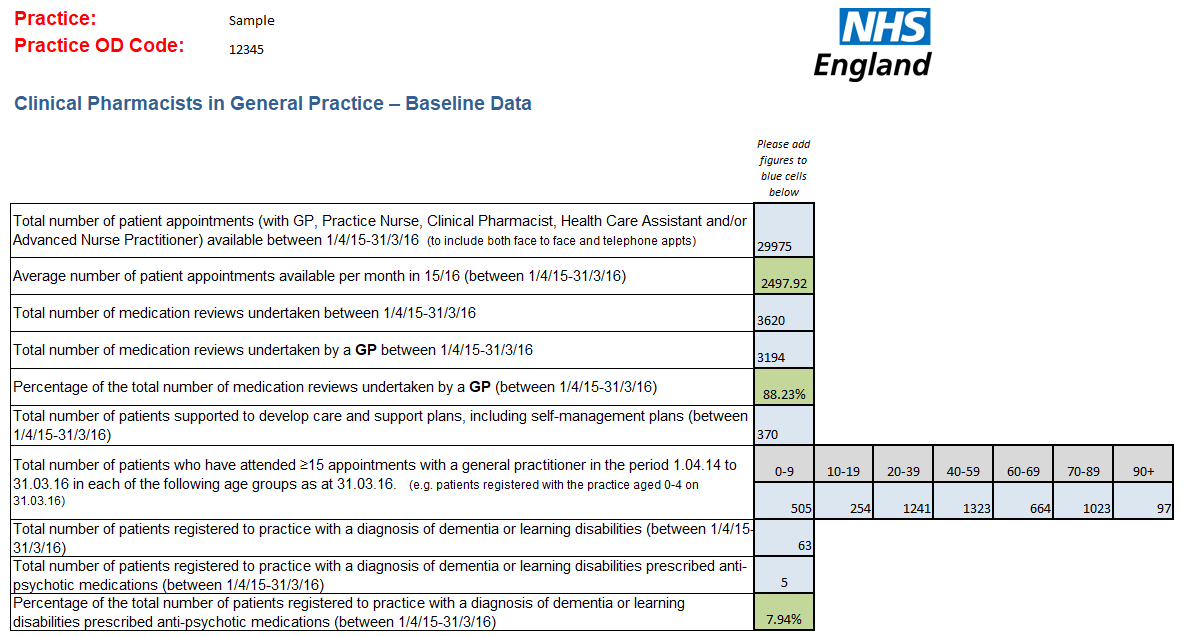 Practice: Sample
NHS
Practice OD Code: 12345
England
Clinical Pharmacists in General Practice – Baseline Data
Please add
figures to
blue cells
below
Total number of patient appointments (with GP, Practice Nurse, Clinical Pharmacist, Health Care Assistant and/or
Advanced Nurse Practitioner) available between 1/4/15-31/3/16 (to include both face to face and telephone appts) 29975
Average number of patient appointments available per month in 15/16 (between 1/4/15-31/3/16) 2497.92
Total number of medication reviews undertaken between 1/4/15-31/3/16 3620
Total number of medication reviews undertaken by a GP between 1/4/15-31/3/16 3194
Percentage of the total number of medication reviews undertaken by a GP (between 1/4/15-31/3/16) 88.23%
Total number of patients supported to develop care and support plans, including self-management plans (between
1/4/15-31/3/16) 370
Total number of patients who have attended ≥15 appointments with a general practitioner in the period 1.04.14 to
31.03.16 in each of the following age groups as at 31.03.16. (e.g. patients registered with the practice aged 0-4 on
31.03.16)
0-9 10-19 20-39 40-59 60-69 70-89 90+
505 254 1241 1323 664 1023 97
Total number of patients registered to practice with a diagnosis of dementia or learning disabilities (between 1/4/15-
31/3/16) 63
Total number of patients registered to practice with a diagnosis of dementia or learning disabilities prescribed anti-
psychotic medications (between 1/4/15-31/3/16) 5
Percentage of the total number of patients registered to practice with a diagnosis of dementia or learning
disabilities prescribed anti-psychotic medications (between 1/4/15-31/3/16) 7.94%